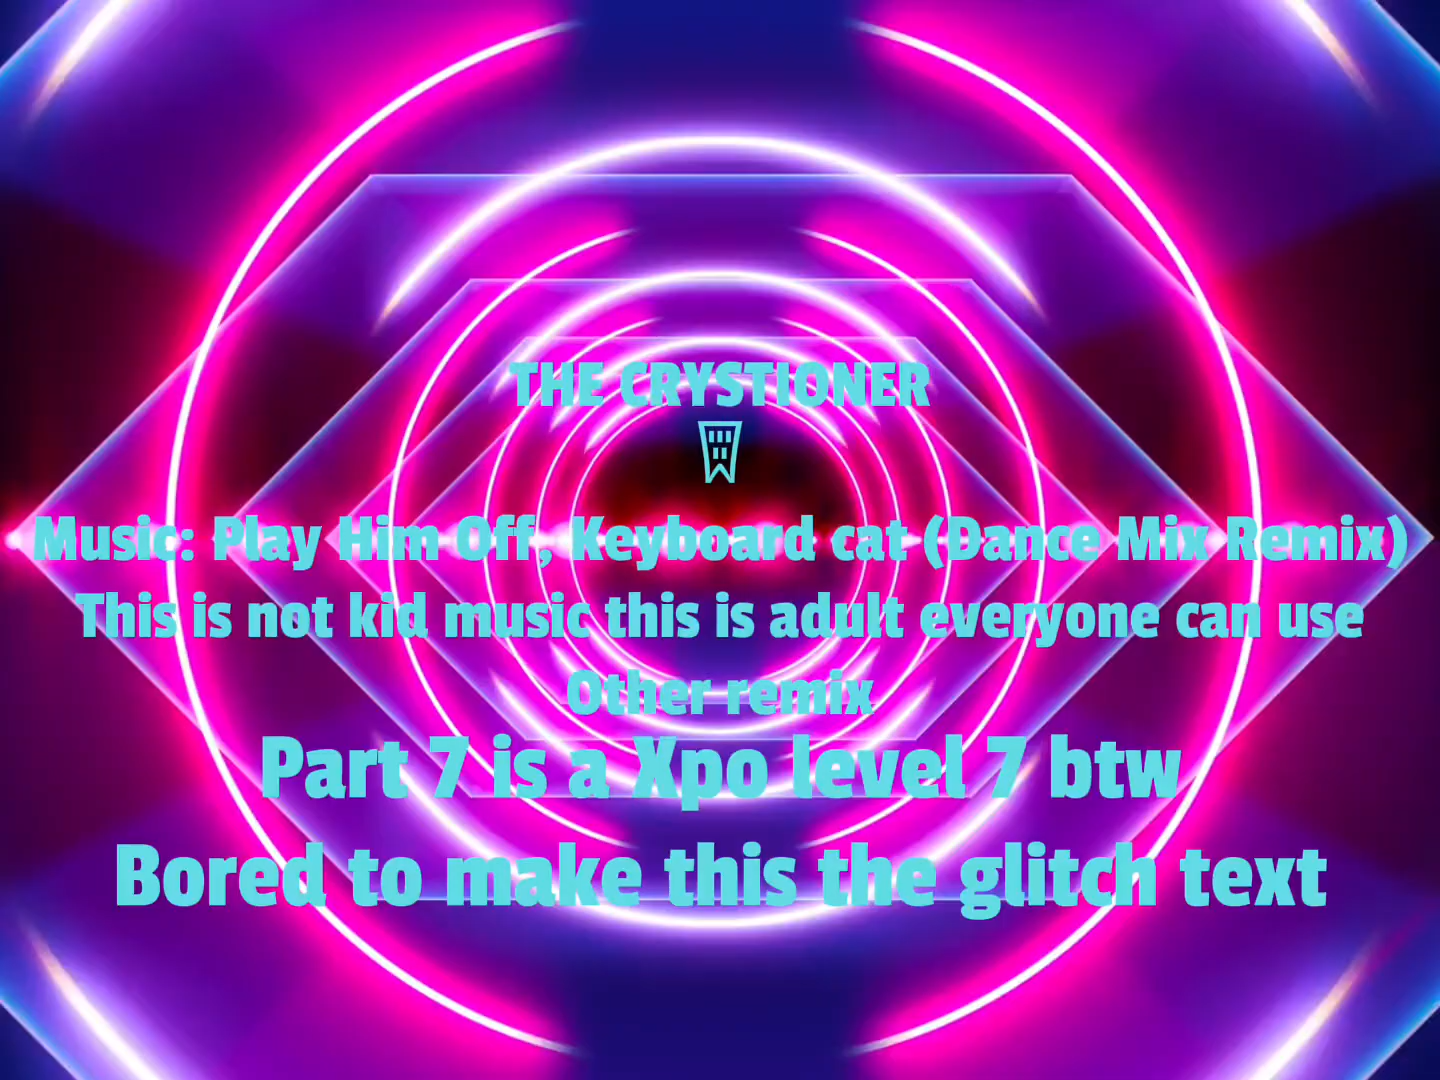 THE CRYSTIONER
Music: Play Him Off, Keyboard cat (Dance Mix Remix)
This is not kid music this is adult everyone can use
Other remix
Part 7 is a Xpo level 7 btw
Bored to make this the glitch text